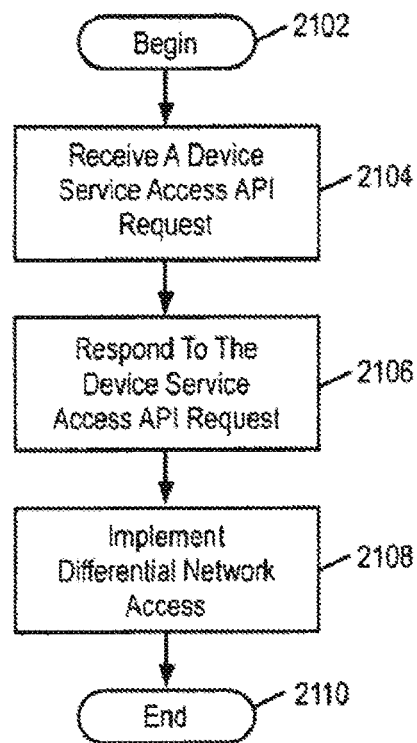 Begin
2102
Receive A Device
Service Access API
Request
2104
Respond To The
Device Service
Access API Request
2106
Implement
Differential Network
Access
2108
End
2110